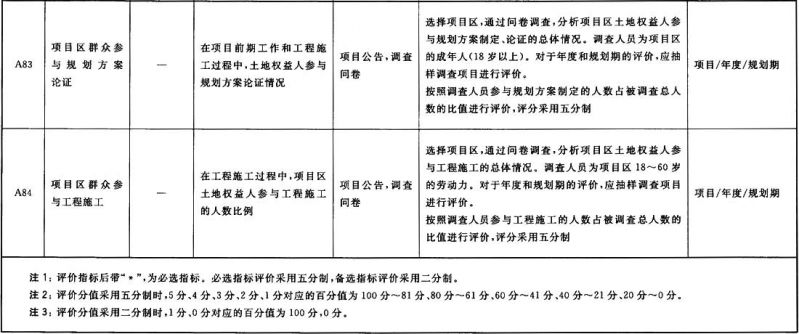 A83
项目区群众参
与规划方案
论证
—
在项目前期工作和工程施
工过程中,土地权益人参与
规划方案论证情况
项目公告,调查
问卷
选择项目区,通过问卷调查,分析项目区土地权益人参
与规划方案制定、论证的总体情况。调查人员为项目区
的成年人(18岁以上)。对于年度和规划期的评价,应抽
样调查项目进行评价。
按照调查人员参与规划方案制定的人数占被调查总人
数的比值进行评价,评分采用五分制
项目/年度/规划期
A84
项目区群众参
与工程施工
—
在工程施工过程中,项目区
土地权益人参与工程施工
的人数比例
项目公告,调查
问卷
选择项目区,通过问卷调查,分析项目区土地权益人参
与工程施工的总体情况。调查人员为项目区18～60岁
的劳动力。对于年度和规划期的评价,应抽样调查项目
进行评价。
按照调查人员参与工程施工的人数占被调查总人数的
比值进行评价,评分采用五分制
项目/年度/规划期
注1:评价指标后带“*”,为必选指标。必选指标评价采用五分制,备选指标评价采用二分制。
注2:评价分值采用五分制时,5分、4分、3分、2分、1分对应的百分值为100分～81分、80分～61分、60分～41分、40分～21分、20分～0分。
注3:评价分值采用二分制时,1分、0分对应的百分值为100分、0分。